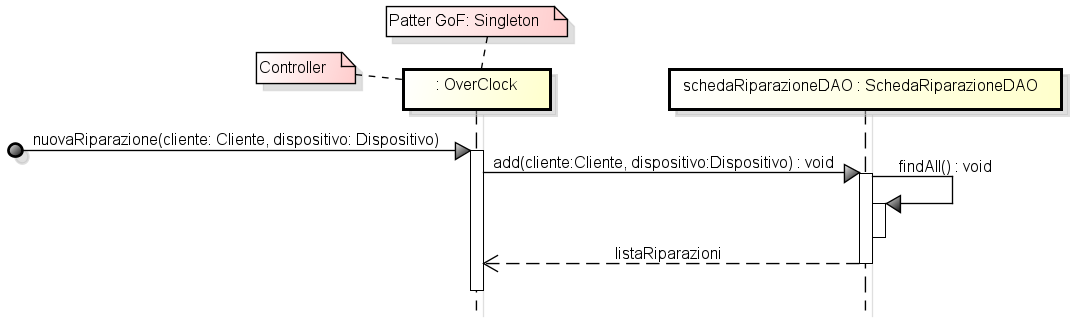 Patter GoF: Singleton
Controller
: OverClock
schedaRiparazioneDAO : SchedaRiparazioneDAO
nuovaRiparazione(cliente: Cliente, dispositivo: Dispositivo)
add(cliente:Cliente, dispositivo:Dispositivo) : void
findAll() : void
listaRiparazioni